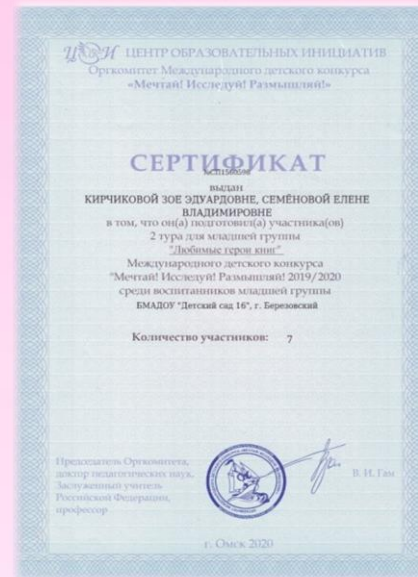 ЦОИ ЦЕНТР ОБРАЗОВАТЕЛЬНЫХ ИНИЦИАТИВ
Оргкомитет Международного детского конкурса
«Мечтай! Исследуй! Размышляй!»
СЕРТИФИКАТ
выдан
КИРЧИКОВОЙ ЗОЕ ЭДУАРДОВНЕ, СЕМЁНОВОЙ ЕЛЕНЕ
ВЛАДИМИРОВНЕ
в том, что он(а) подготовил(а) участника(ов)
2 тура для младшей группы
"Любимые герои книг"
Международного детского конкурса
"Мечтай! Исследуй! Размышляй! 2019/2020
среди воспитанников младшей группы
БМАДОУ "Детский сад 16", г. Березовский
Количество участников: 7
Председатель Оргкомитета,
доктор педагогических наук,
Заслуженный учитель
Российской Федерации,
профессор
В. И. Ган
г. Омск 2020